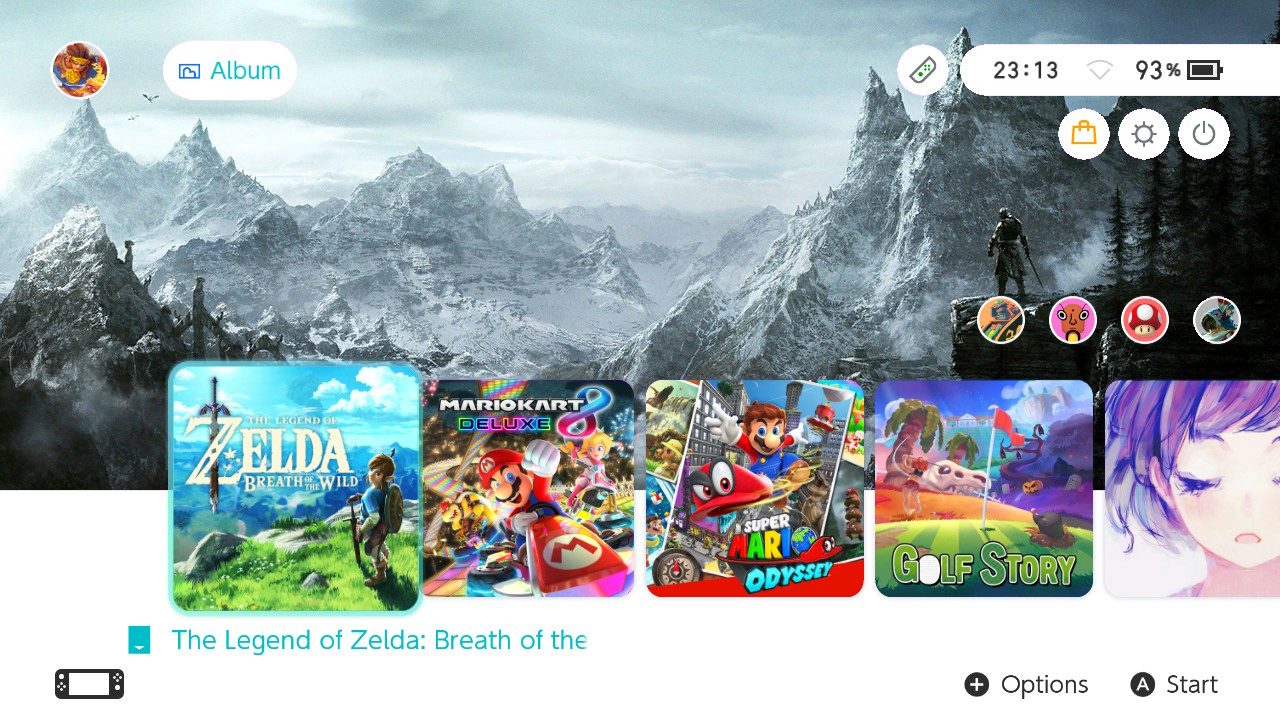 Album
23:13
93%
THE LEGEND OF
ZELDA
BREATH OF THE WILD
MARIOKART 8
DELUXE
SUPER
MARIO
ODYSSEY
GOLF STORY
The Legend of Zelda: Breath of the
+ Options
A Start